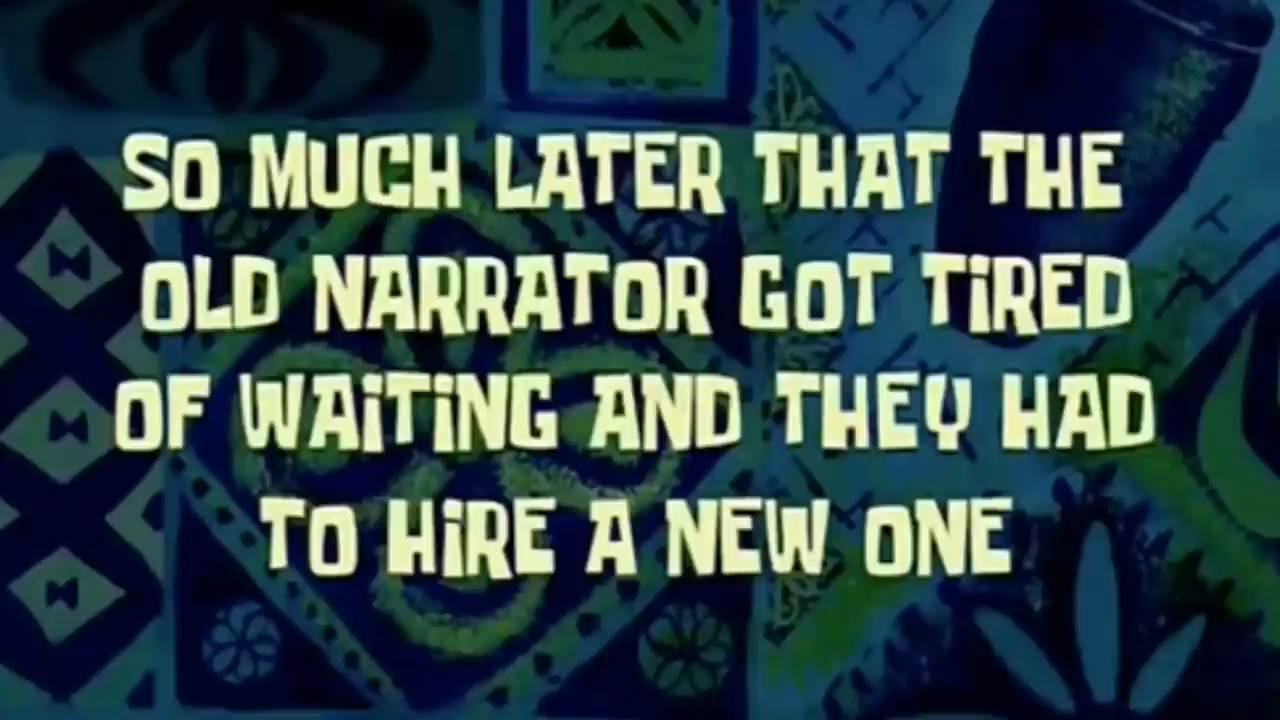 SO MUCH LATER THAT THE
OLD NARRATOR GOT TiRED
OF WAiTiNG AND THEY HAD
TO HiRE A NEW ONE